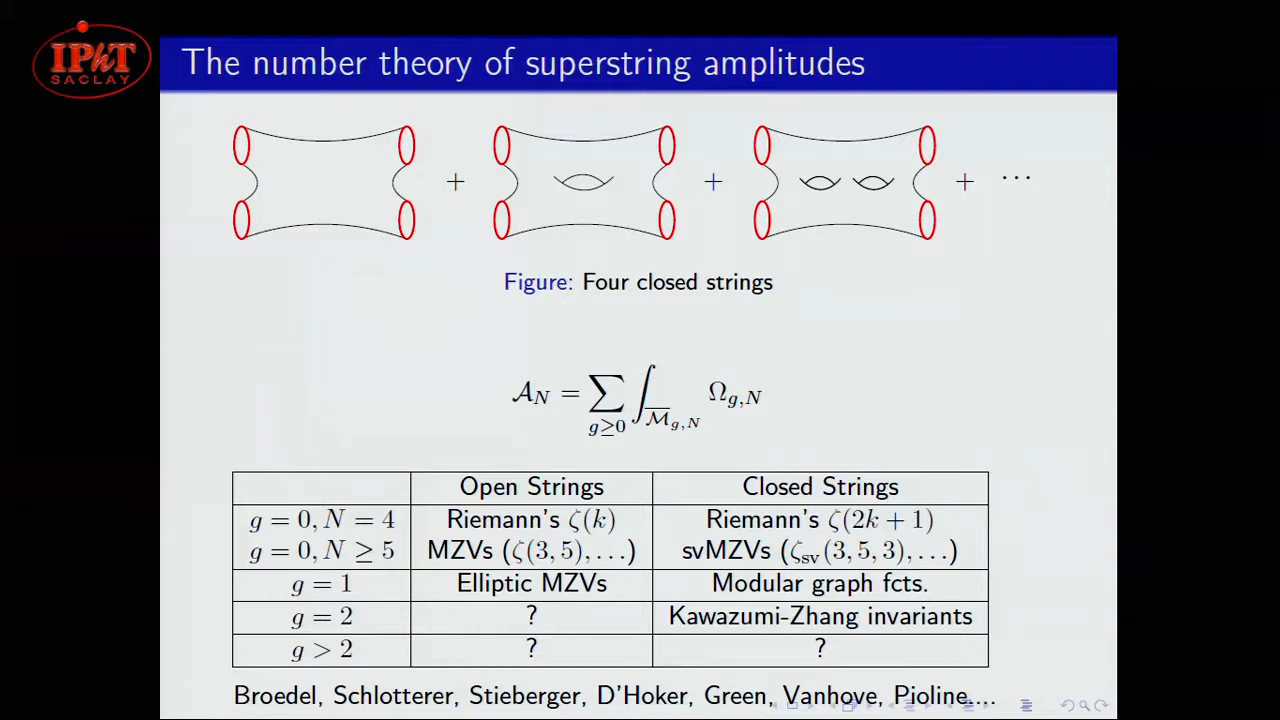 IPhT
SACLAY
The number theory of superstring amplitudes
+ + + ⋯
Figure: Four closed strings
𝒜_N = ∑_{g≥0} ∫_{\overline{ℳ}_{g,N}} Ω_{g,N}
Open Strings Closed Strings
g = 0, N = 4 Riemann's ζ(k) Riemann's ζ(2k + 1)
g = 0, N ≥ 5 MZVs (ζ(3, 5), . . .) svMZVs (ζ_sv(3, 5, 3), . . .)
g = 1 Elliptic MZVs Modular graph fcts.
g = 2 ? Kawazumi-Zhang invariants
g > 2 ? ?
Broedel, Schlotterer, Stieberger, D'Hoker, Green, Vanhove, Pioline...